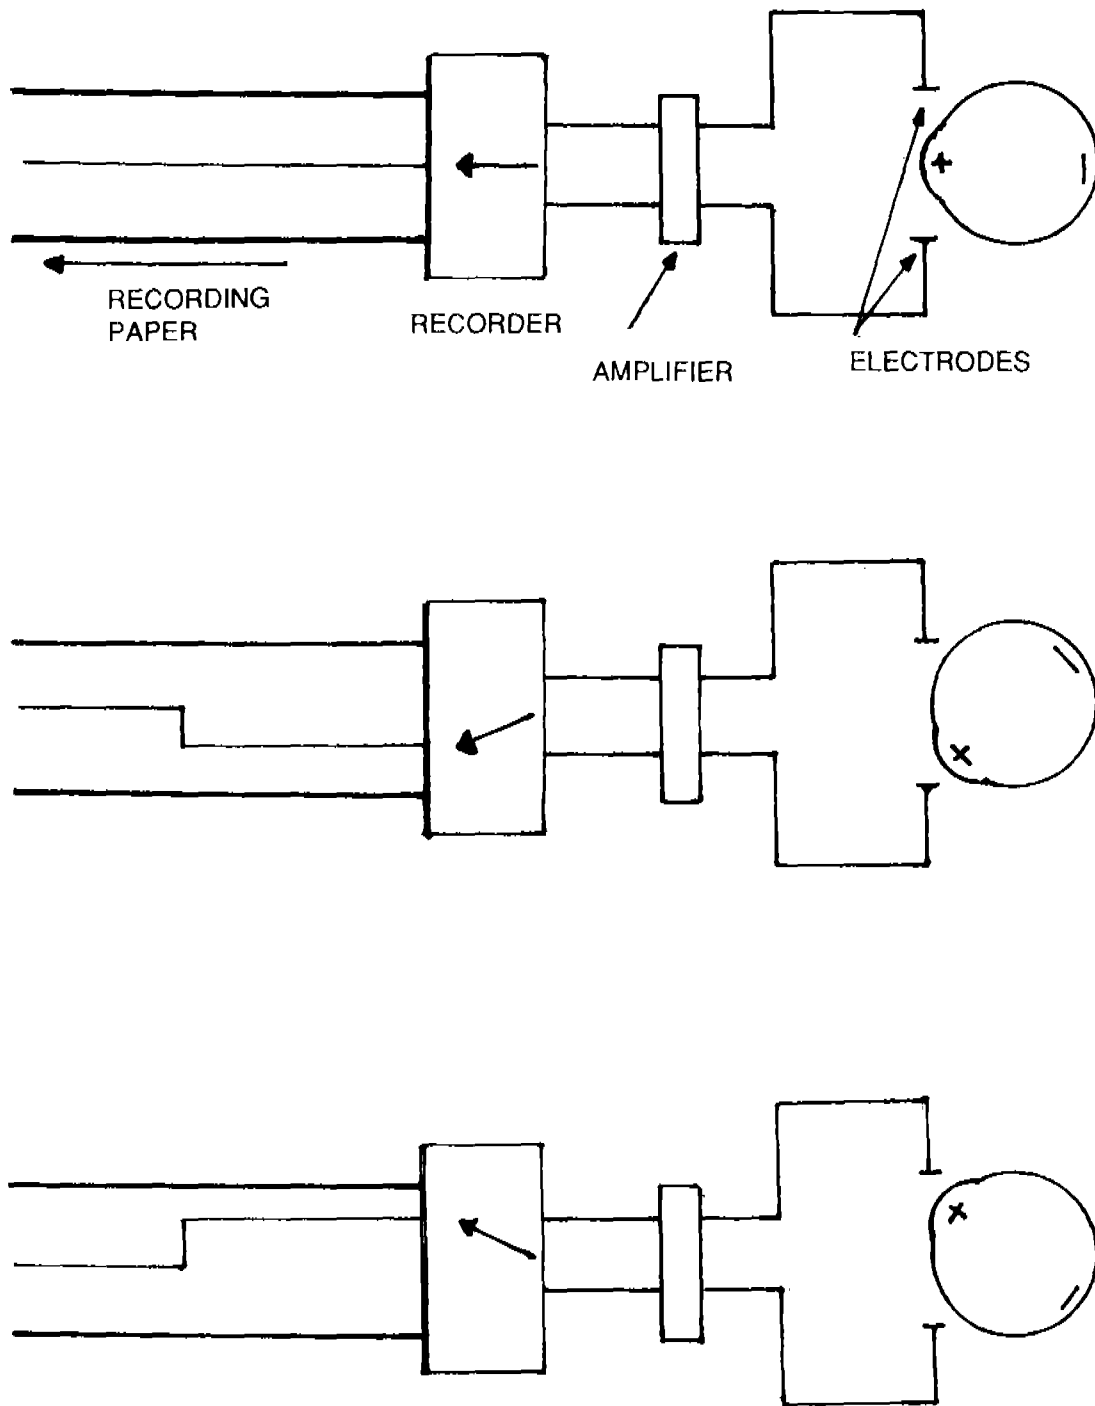 RECORDING
PAPER
RECORDER
AMPLIFIER
ELECTRODES
+
−
+
−
+
−